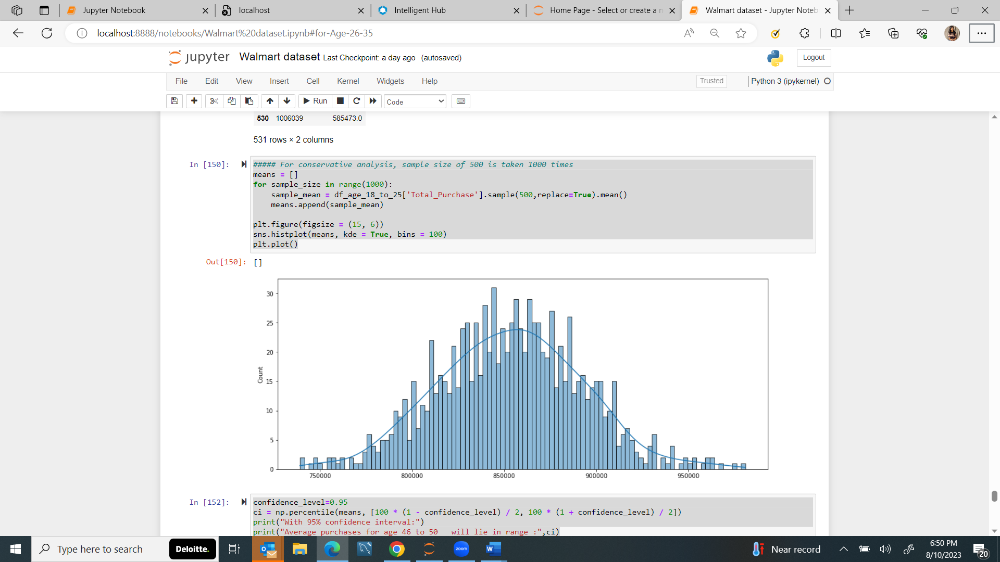 Jupyter Notebook
localhost
Intelligent Hub
Home Page - Select or create a n
Walmart dataset - Jupyter Noteb
localhost:8888/notebooks/Walmart%20dataset.ipynb#for-Age-26-35
jupyter Walmart dataset Last Checkpoint: a day ago (autosaved)
Logout
File Edit View Insert Cell Kernel Widgets Help
Trusted
Python 3 (ipykernel)
Run
Code
530 1006039 585473.0
531 rows × 2 columns
In [150]:
##### For conservative analysis, sample size of 500 is taken 1000 times
means = []
for sample_size in range(1000):
    sample_mean = df_age_18_to_25['Total_Purchase'].sample(500,replace=True).mean()
    means.append(sample_mean)
plt.figure(figsize = (15, 6))
sns.histplot(means, kde = True, bins = 100)
plt.plot()
Out[150]: []
30
25
20
15
10
5
0
Count
750000 800000 850000 900000 950000
In [152]:
confidence_level=0.95
ci = np.percentile(means, [100 * (1 - confidence_level) / 2, 100 * (1 + confidence_level) / 2])
print("With 95% confidence interval:")
print("Average purchases for age 46 to 50   will lie in range :",ci)
Type here to search
Deloitte.
zoom
Near record
6:50 PM
8/10/2023
20